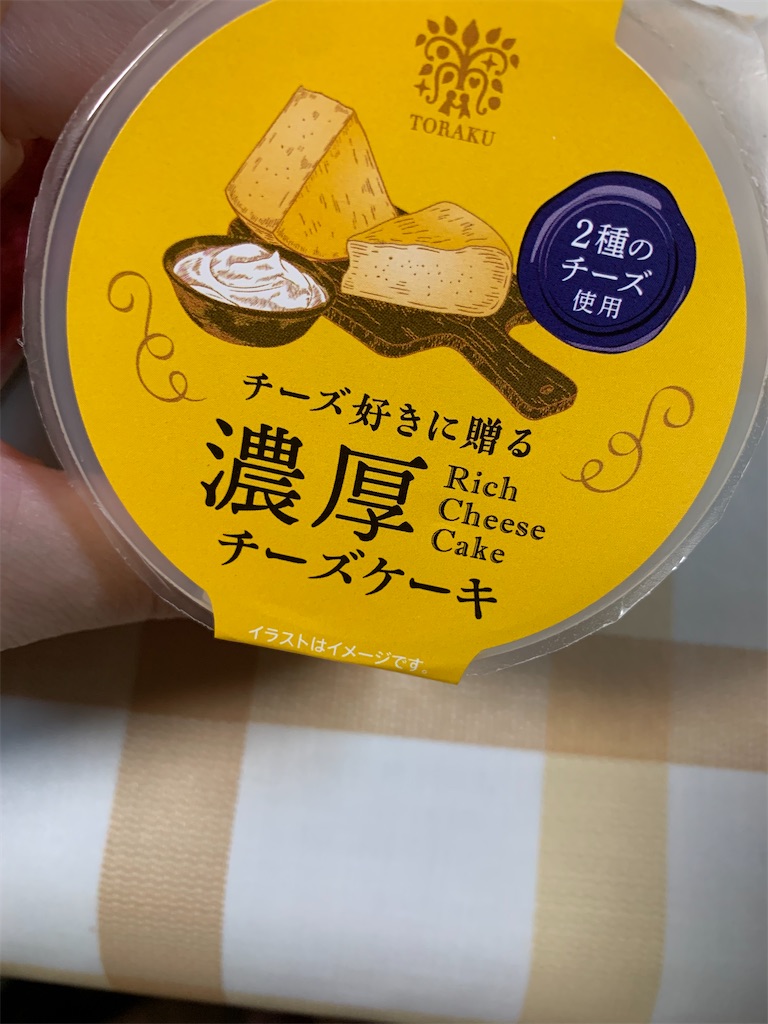 TORAKU
2種の
チーズ
使用
チーズ好きに贈る
濃厚
Rich
Cheese
Cake
チーズケーキ
イラストはイメージです。